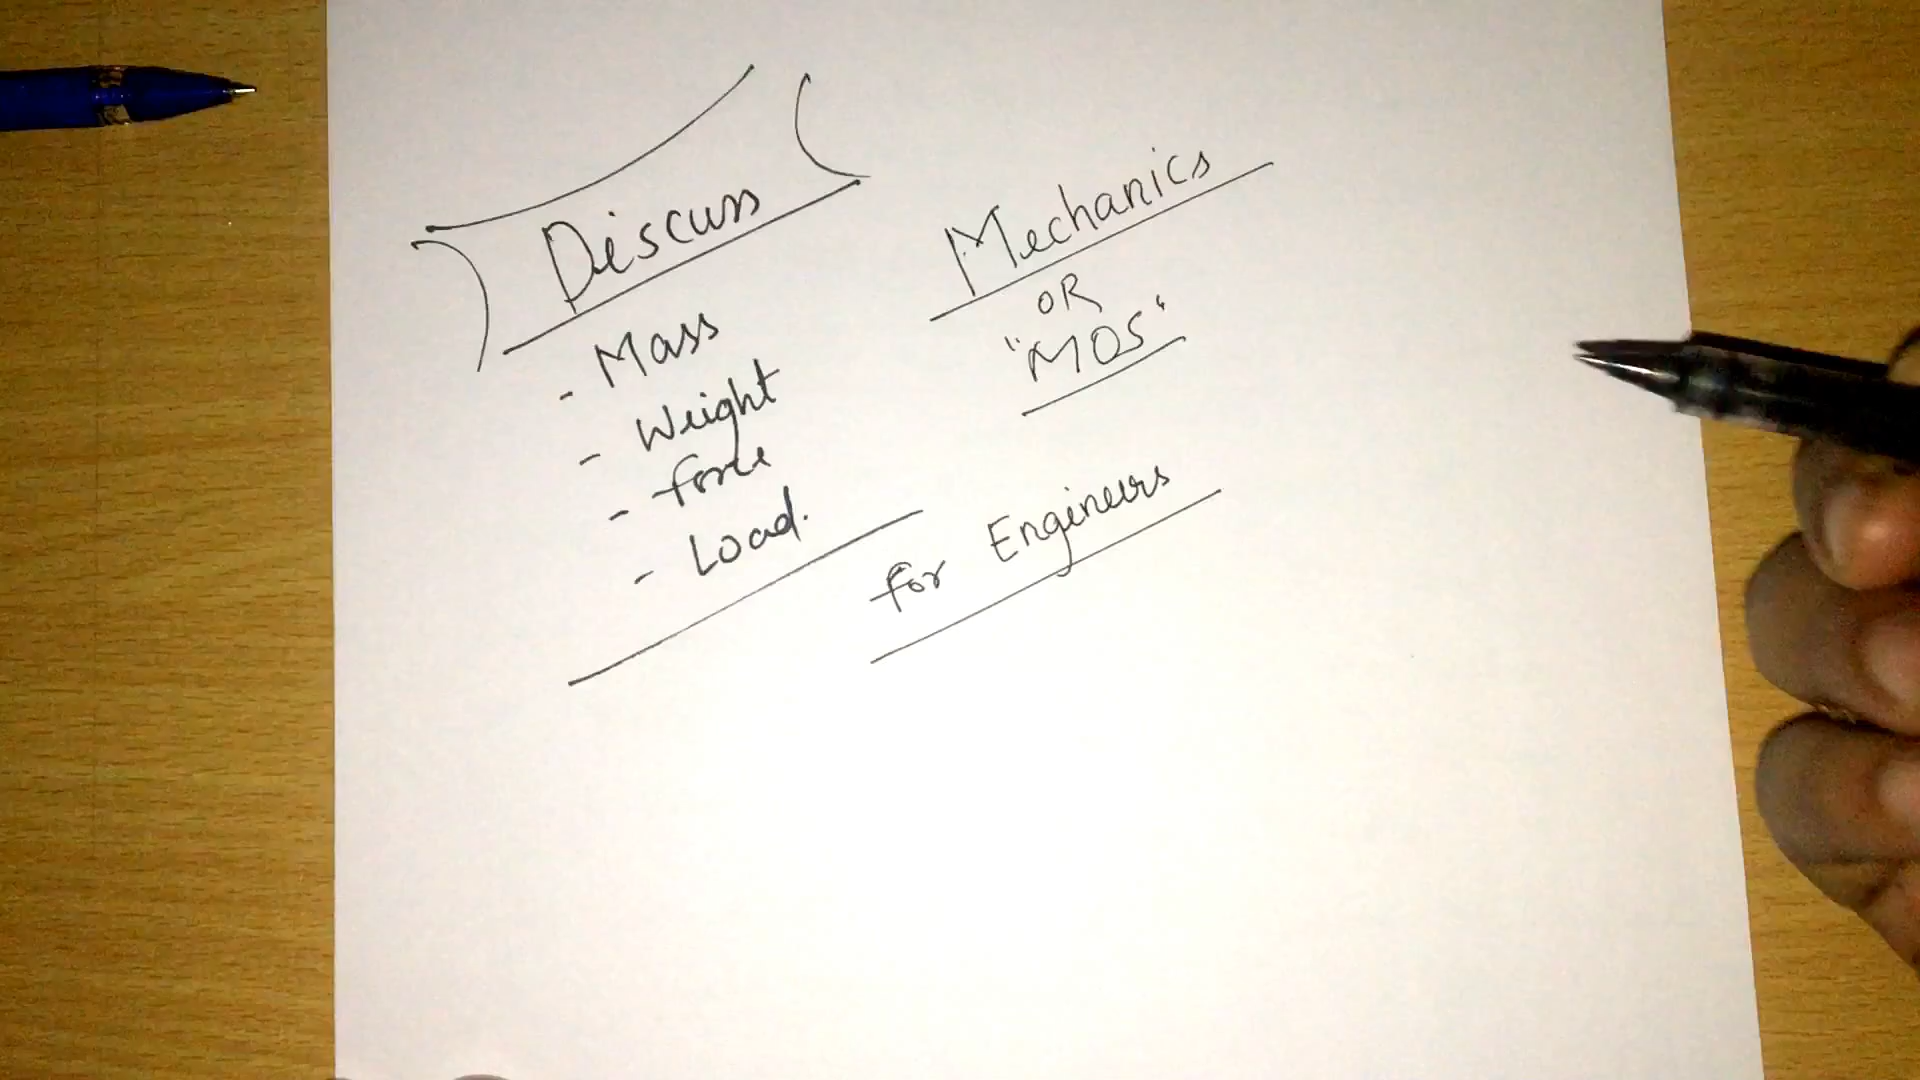 Discuss
- Mass
- Weight
- force
- Load.
Mechanics
OR
"MOS"
for Engineers